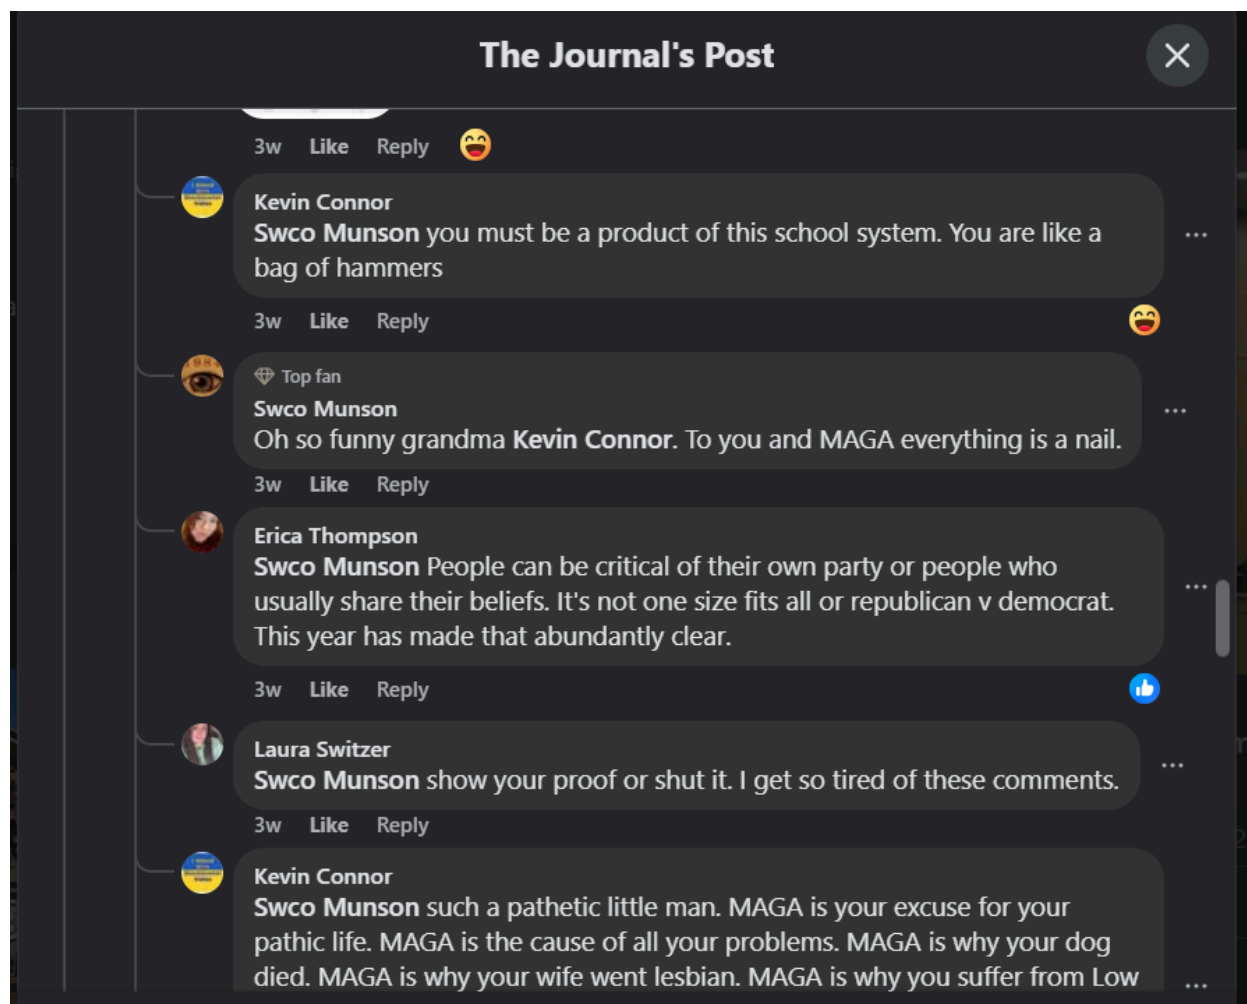 The Journal's Post
3w Like Reply
Kevin Connor
Swco Munson you must be a product of this school system. You are like a
bag of hammers
3w Like Reply
Top fan
Swco Munson
Oh so funny grandma Kevin Connor. To you and MAGA everything is a nail.
3w Like Reply
Erica Thompson
Swco Munson People can be critical of their own party or people who
usually share their beliefs. It's not one size fits all or republican v democrat.
This year has made that abundantly clear.
3w Like Reply
Laura Switzer
Swco Munson show your proof or shut it. I get so tired of these comments.
3w Like Reply
Kevin Connor
Swco Munson such a pathetic little man. MAGA is your excuse for your
pathic life. MAGA is the cause of all your problems. MAGA is why your dog
died. MAGA is why your wife went lesbian. MAGA is why you suffer from Low